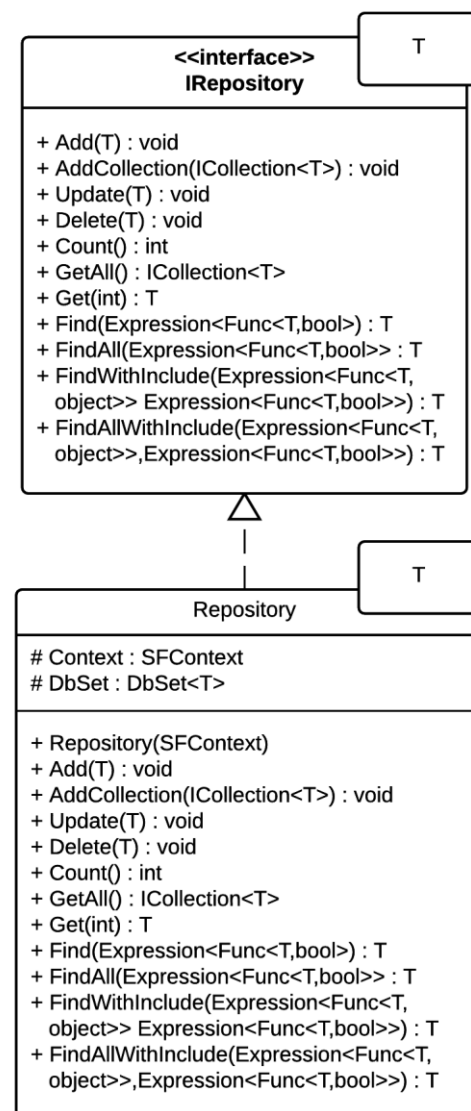 T
<<interface>>
IRepository
+ Add(T) : void
+ AddCollection(ICollection<T>) : void
+ Update(T) : void
+ Delete(T) : void
+ Count() : int
+ GetAll() : ICollection<T>
+ Get(int) : T
+ Find(Expression<Func<T,bool>) : T
+ FindAll(Expression<Func<T,bool>> : T
+ FindWithInclude(Expression<Func<T,
object>> Expression<Func<T,bool>>) : T
+ FindAllWithInclude(Expression<Func<T,
object>>,Expression<Func<T,bool>>) : T
T
Repository
# Context : SFContext
# DbSet : DbSet<T>
+ Repository(SFContext)
+ Add(T) : void
+ AddCollection(ICollection<T>) : void
+ Update(T) : void
+ Delete(T) : void
+ Count() : int
+ GetAll() : ICollection<T>
+ Get(int) : T
+ Find(Expression<Func<T,bool>) : T
+ FindAll(Expression<Func<T,bool>> : T
+ FindWithInclude(Expression<Func<T,
object>> Expression<Func<T,bool>>) : T
+ FindAllWithInclude(Expression<Func<T,
object>>,Expression<Func<T,bool>>) : T